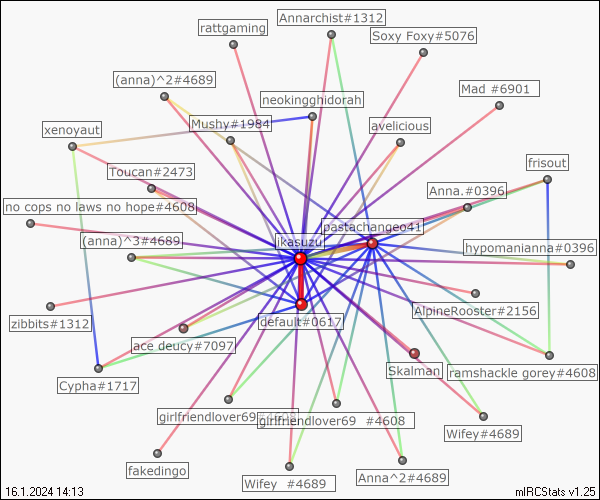 Annarchist#1312
rattgaming
Soxy Foxy#5076
(anna)^2#4689
Mad #6901
neokingghidorah
Mushy#1984
avelicious
xenoyaut
frisout
Toucan#2473
Anna.#0396
no cops no laws no hope#4608
pastachangeo41
ikasuzu
(anna)^3#4689
hypomanianna#0396
AlpineRooster#2156
default#0617
zibbits#1312
ace deucy#7097
Skalman
ramshackle gorey#4608
Cypha#1717
girlfriendlover69#4608
girlfriendlover69 #4608
Wifey#4689
fakedingo
Anna^2#4689
Wifey #4689
16.1.2024 14:13
mIRCStats v1.25